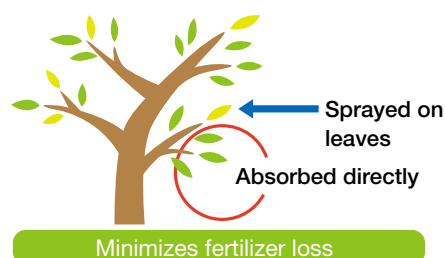 Sprayed on
leaves
Absorbed directly
Minimizes fertilizer loss